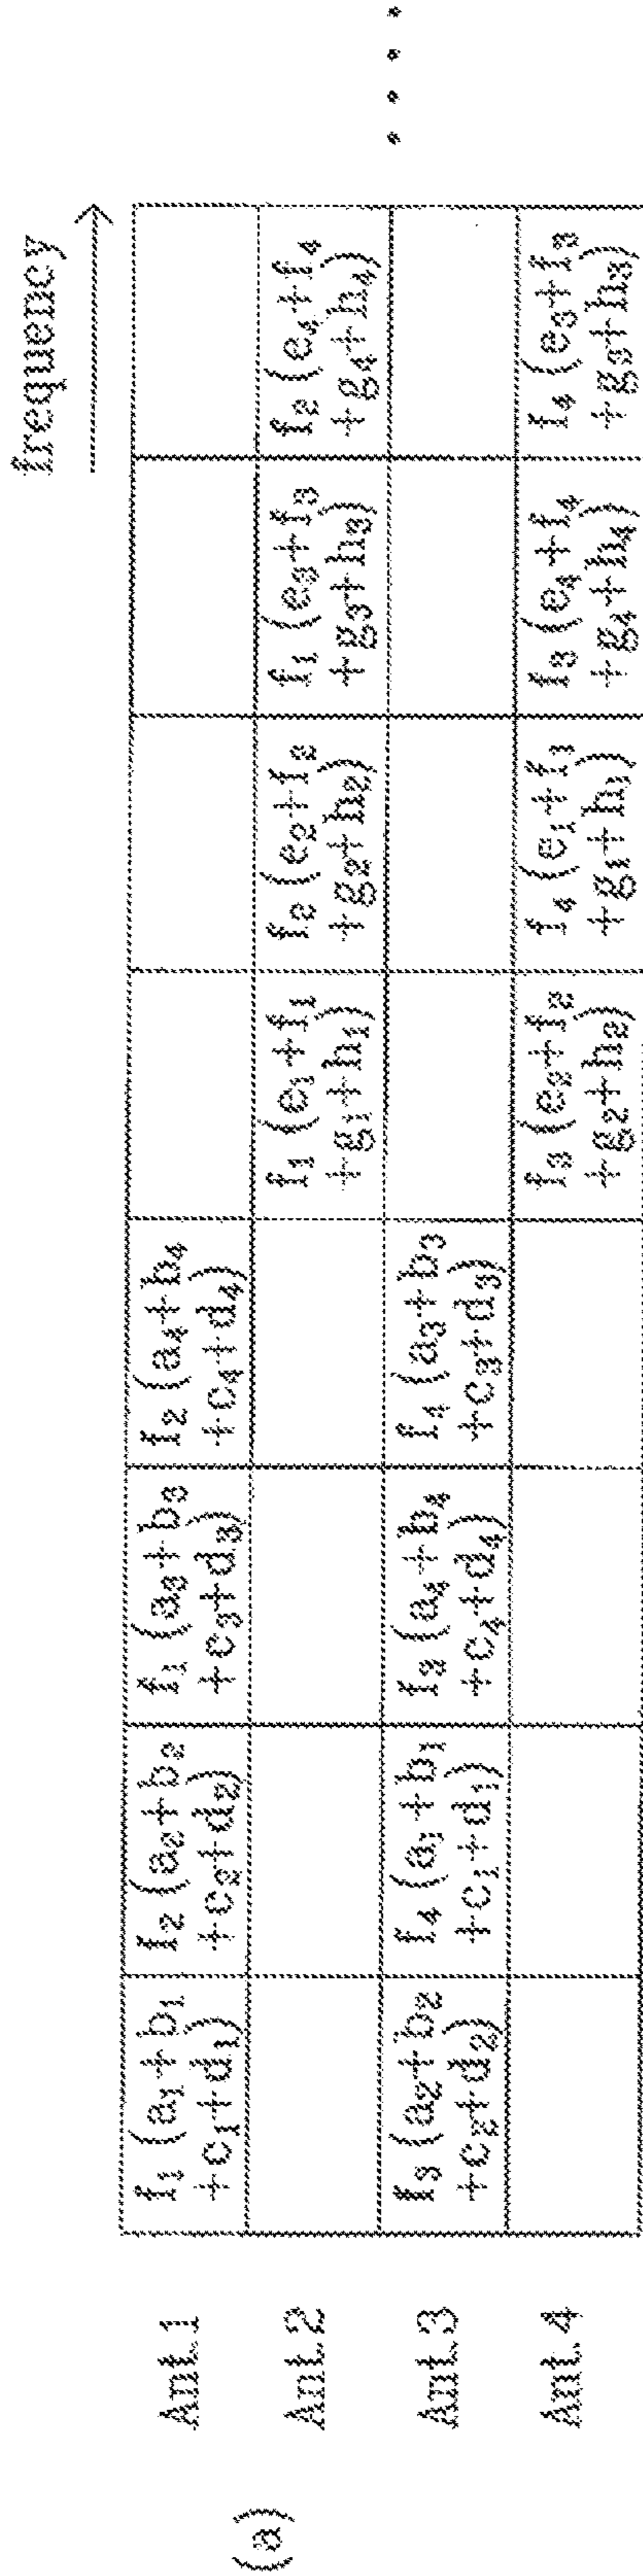 frequency
(a)
Ant.1
f₁ (a₁+b₁
+c₁+d₁)
f₂ (a₂+b₂
+c₂+d₂)
f₁ (a₃+b₃
+c₃+d₃)
f₂ (a₄+b₄
+c₄+d₄)
Ant.2
f₁ (e₁+f₁
+g₁+h₁)
f₂ (e₂+f₂
+g₂+h₂)
f₁ (e₃+f₃
+g₃+h₃)
f₂ (e₄+f₄
+g₄+h₄)
Ant.3
f₃ (a₂+b₂
+c₂+d₂)
f₄ (a₁+b₁
+c₁+d₁)
f₃ (a₄+b₄
+c₄+d₄)
f₄ (a₃+b₃
+c₃+d₃)
Ant.4
f₃ (e₂+f₂
+g₂+h₂)
f₄ (e₁+f₁
+g₁+h₁)
f₃ (e₄+f₄
+g₄+h₄)
f₄ (e₃+f₃
+g₃+h₃)